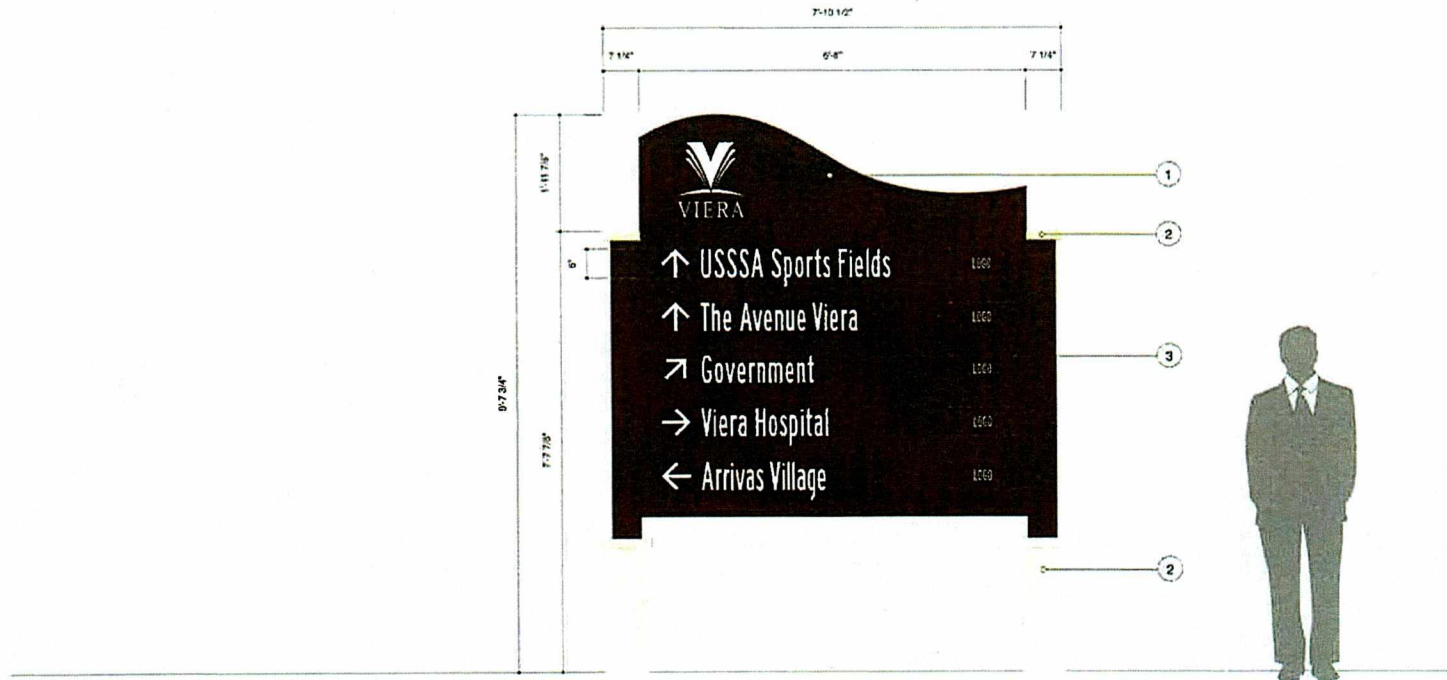 7'-10 1/2"
7 1/4" 6'-8" 7 1/4"
1'-11 7/8"
1
VIERA
2
6"
↑ USSSA Sports Fields LOGO
↑ The Avenue Viera LOGO
3
↗ Government LOGO
9'-7 3/4"
→ Viera Hospital LOGO
7'-7 7/8"
← Arrivas Village LOGO
2